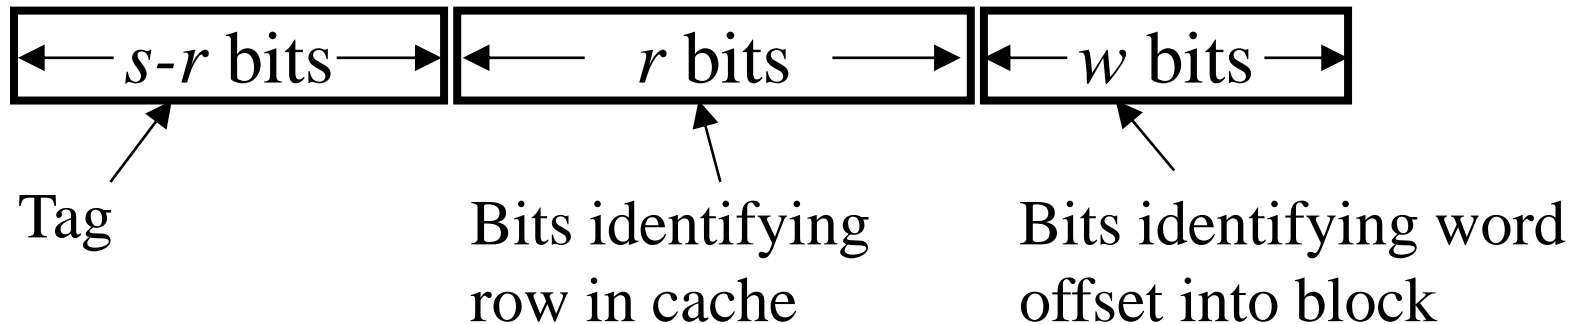 s-r bits
r bits
w bits
Tag
Bits identifying
row in cache
Bits identifying word
offset into block